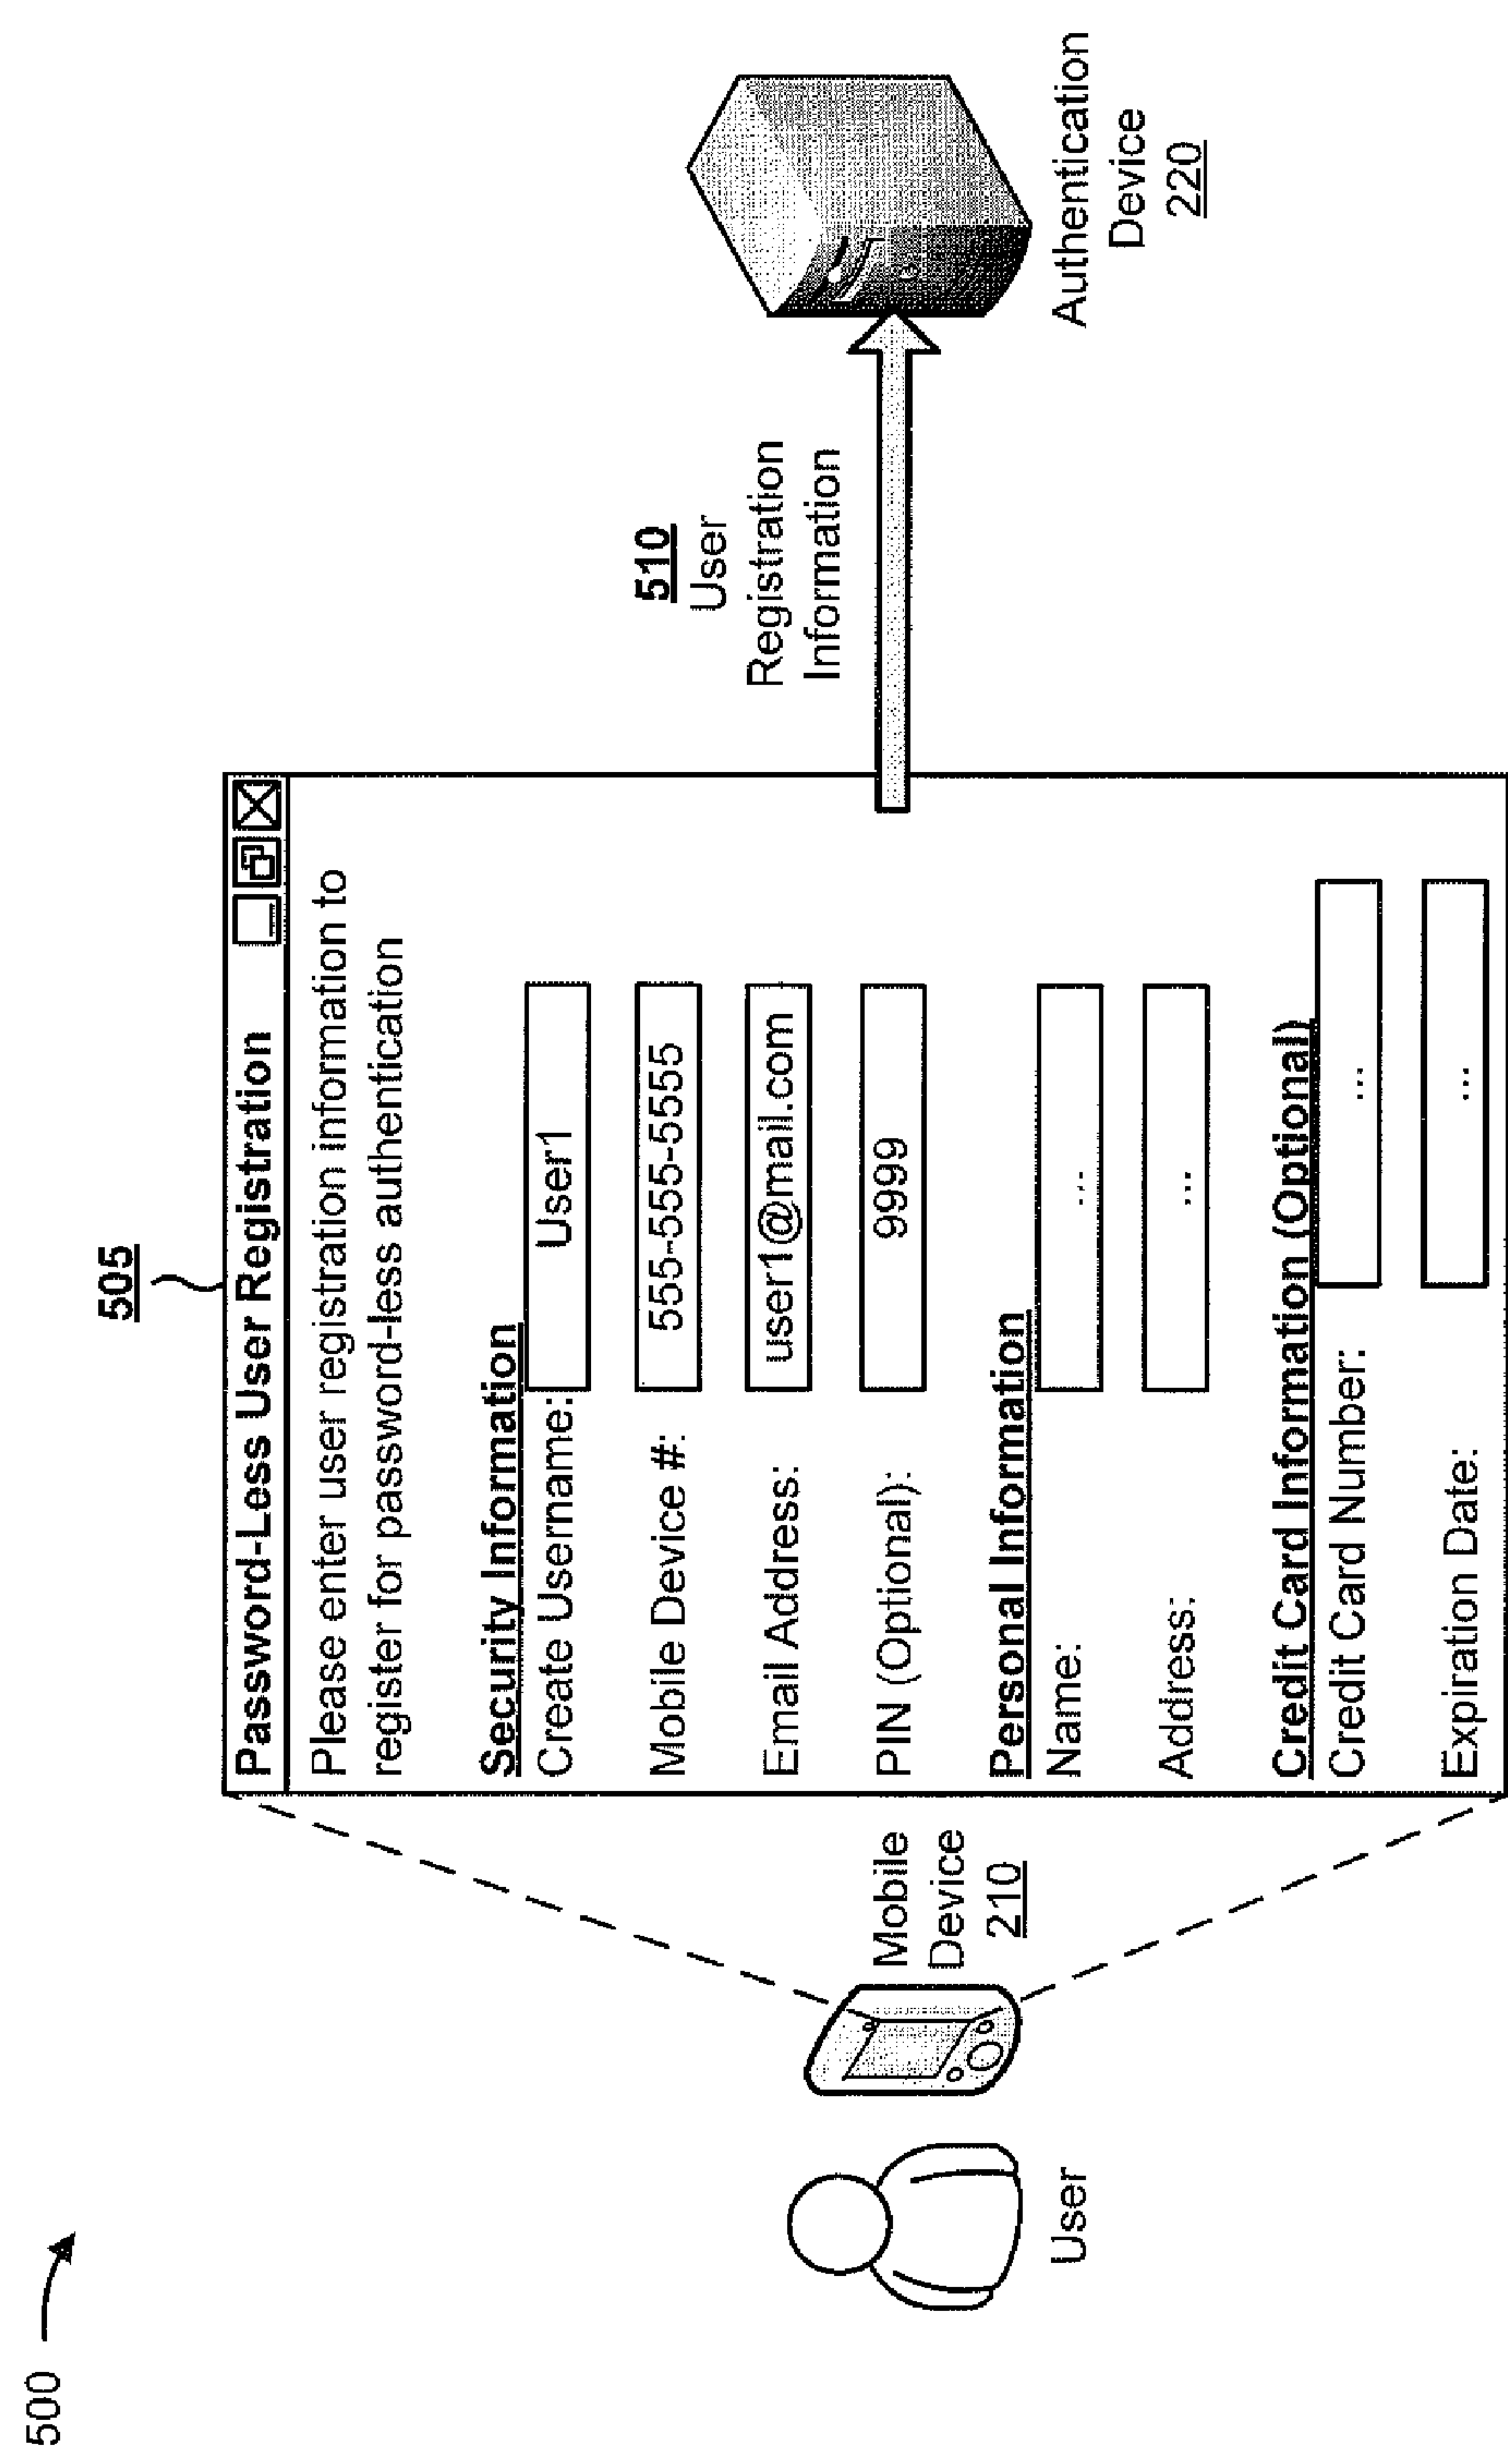 500
505
Password-Less User Registration
Please enter user registration information to
register for password-less authentication
Security Information
Create Username: User1
Mobile Device #: 555-555-5555
Email Address: user1@mail.com
PIN (Optional): 9999
Personal Information
Name: ...
Address: ...
Credit Card Information (Optional)
Credit Card Number: ...
Expiration Date: ...
User
Mobile
Device
210
510
User
Registration
Information
Authentication
Device
220